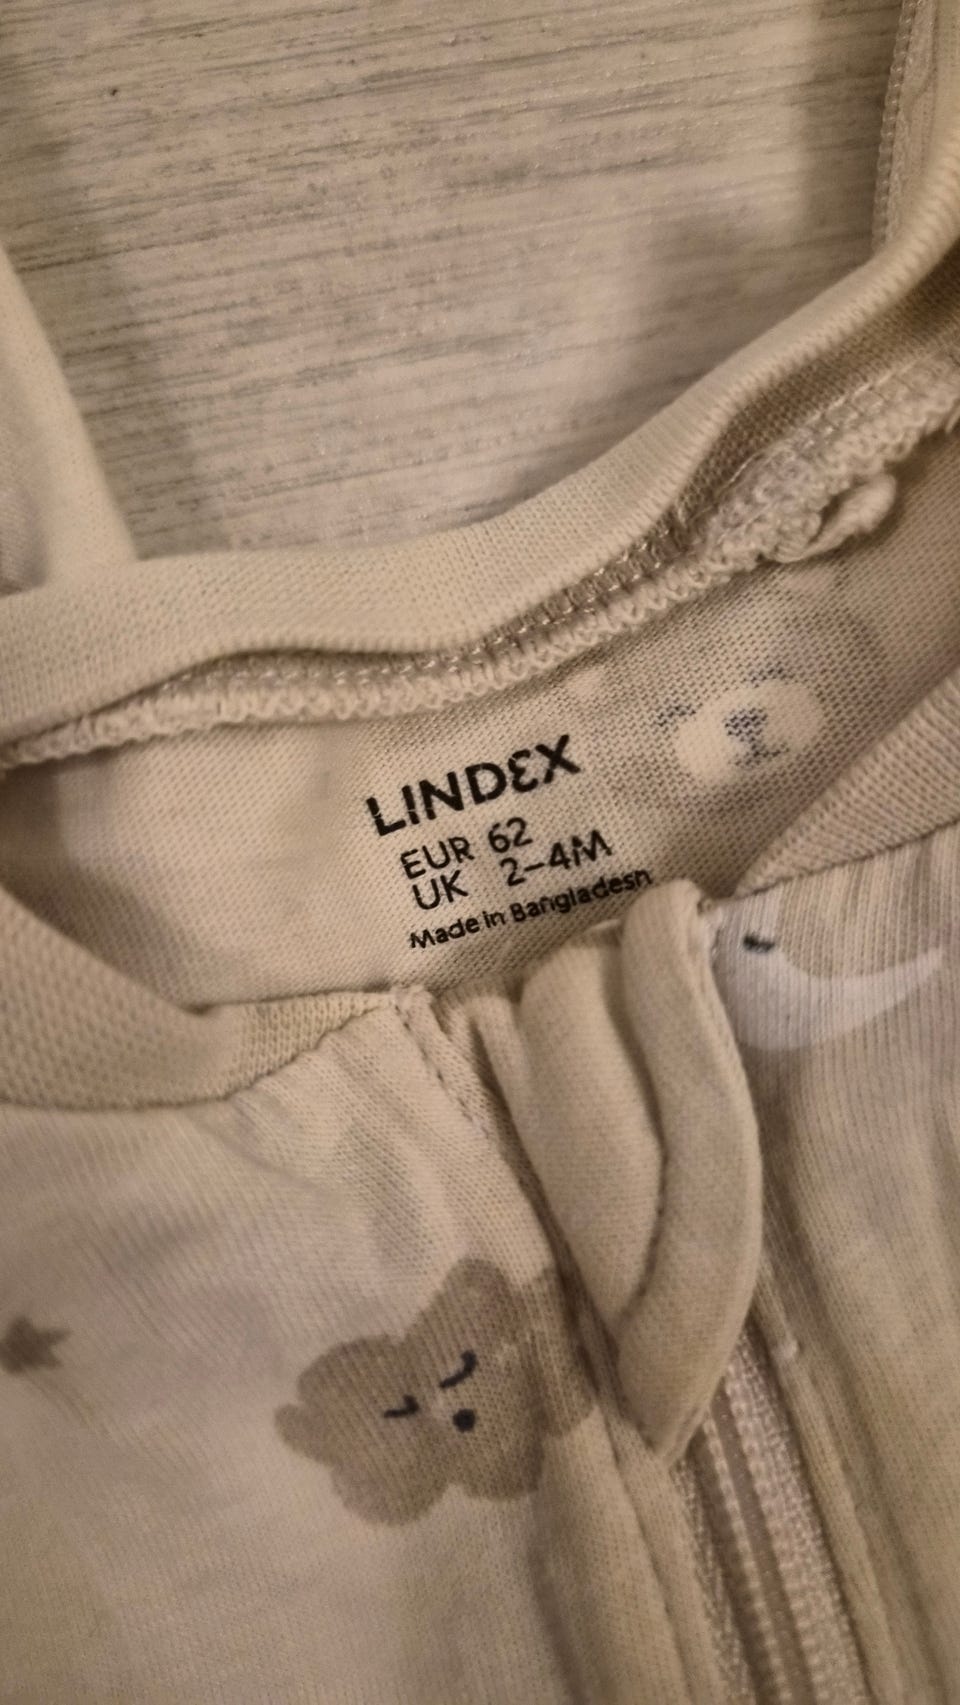 LINDEX
EUR 62
UK 2-4M
Made in Bangladesh